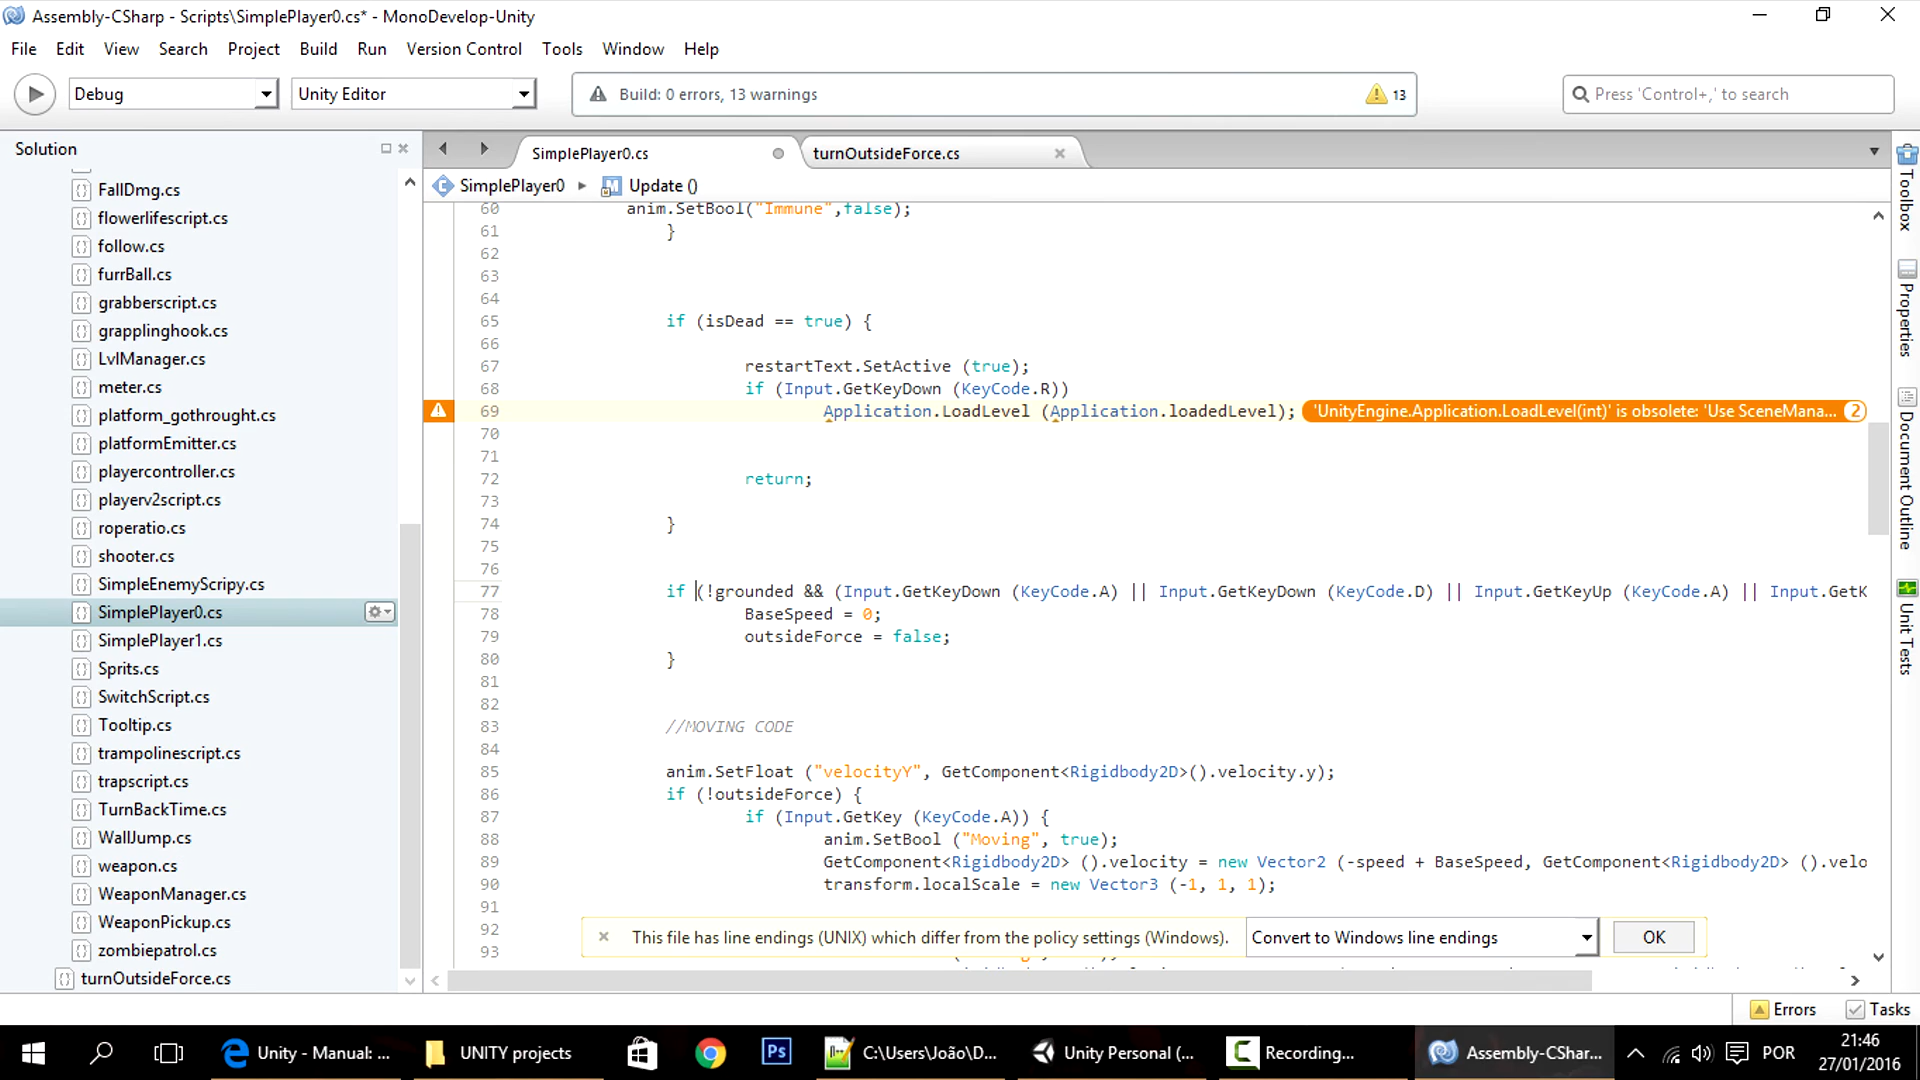 Assembly-CSharp - Scripts\SimplePlayer0.cs* - MonoDevelop-Unity
File Edit View Search Project Build Run Version Control Tools Window Help
Debug Unity Editor Build: 0 errors, 13 warnings 13 Press 'Control+,' to search
Solution
FallDmg.cs
flowerlifescript.cs
follow.cs
furrBall.cs
grabberscript.cs
grapplinghook.cs
LvlManager.cs
meter.cs
platform_gothrought.cs
platformEmitter.cs
playercontroller.cs
playerv2script.cs
roperatio.cs
shooter.cs
SimpleEnemyScripy.cs
SimplePlayer0.cs
SimplePlayer1.cs
Sprits.cs
SwitchScript.cs
Tooltip.cs
trampolinescript.cs
trapscript.cs
TurnBackTime.cs
WallJump.cs
weapon.cs
WeaponManager.cs
WeaponPickup.cs
zombiepatrol.cs
turnOutsideForce.cs
SimplePlayer0.cs turnOutsideForce.cs
SimplePlayer0 Update ()
60 anim.SetBool("Immune",false);
61 }
62
63
64
65 if (isDead == true) {
66
67 restartText.SetActive (true);
68 if (Input.GetKeyDown (KeyCode.R))
69 Application.LoadLevel (Application.loadedLevel); 'UnityEngine.Application.LoadLevel(int)' is obsolete: 'Use SceneMana... 2
70
71
72 return;
73
74 }
75
76
77 if (!grounded && (Input.GetKeyDown (KeyCode.A) || Input.GetKeyDown (KeyCode.D) || Input.GetKeyUp (KeyCode.A) || Input.GetK
78 BaseSpeed = 0;
79 outsideForce = false;
80 }
81
82
83 //MOVING CODE
84
85 anim.SetFloat ("velocityY", GetComponent<Rigidbody2D>().velocity.y);
86 if (!outsideForce) {
87 if (Input.GetKey (KeyCode.A)) {
88 anim.SetBool ("Moving", true);
89 GetComponent<Rigidbody2D> ().velocity = new Vector2 (-speed + BaseSpeed, GetComponent<Rigidbody2D> ().velo
90 transform.localScale = new Vector3 (-1, 1, 1);
91
92
93
This file has line endings (UNIX) which differ from the policy settings (Windows). Convert to Windows line endings OK
Toolbox
Properties
Document Outline
Unit Tests
Errors Tasks
Unity - Manual: ... UNITY projects Ps C:\Users\João\D... Unity Personal (... Recording... Assembly-CShar... POR
21:46
27/01/2016